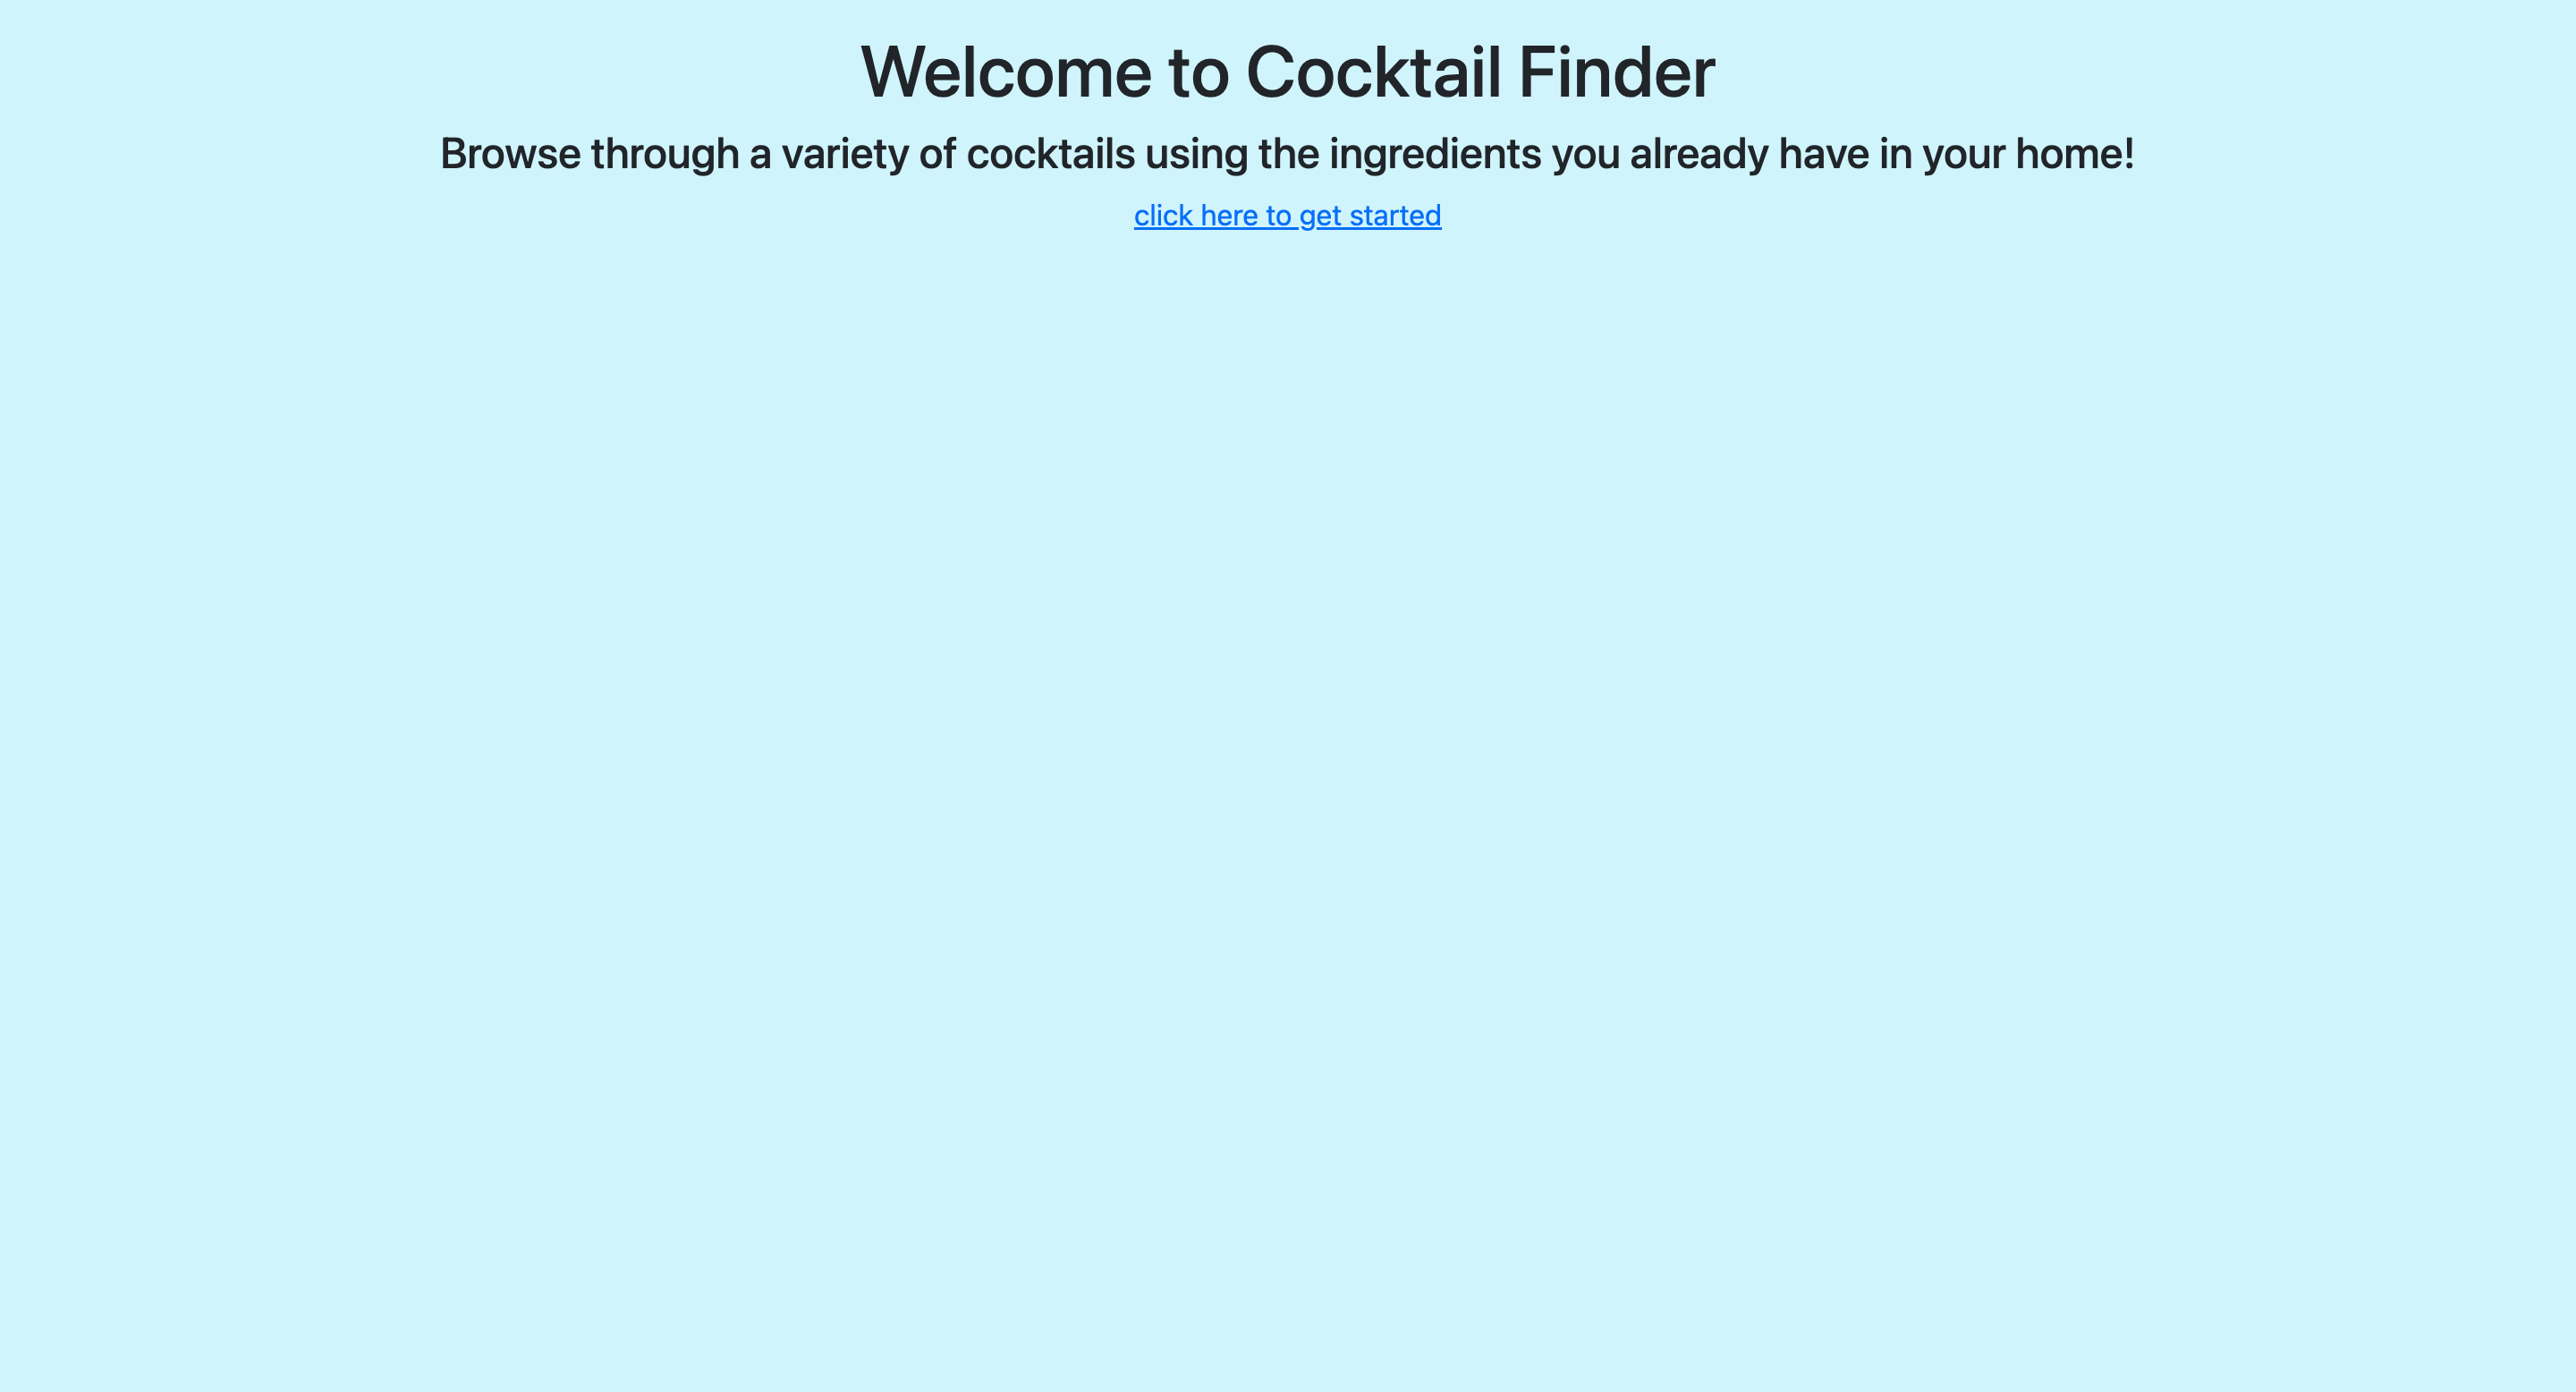 Welcome to Cocktail Finder
Browse through a variety of cocktails using the ingredients you already have in your home!
click here to get started